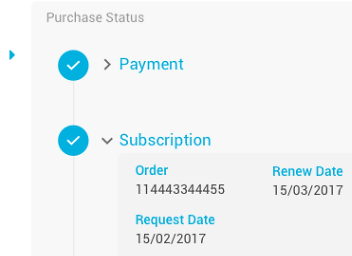 Purchase Status
Payment
Subscription
Order Renew Date
114443344455 15/03/2017
Request Date
15/02/2017